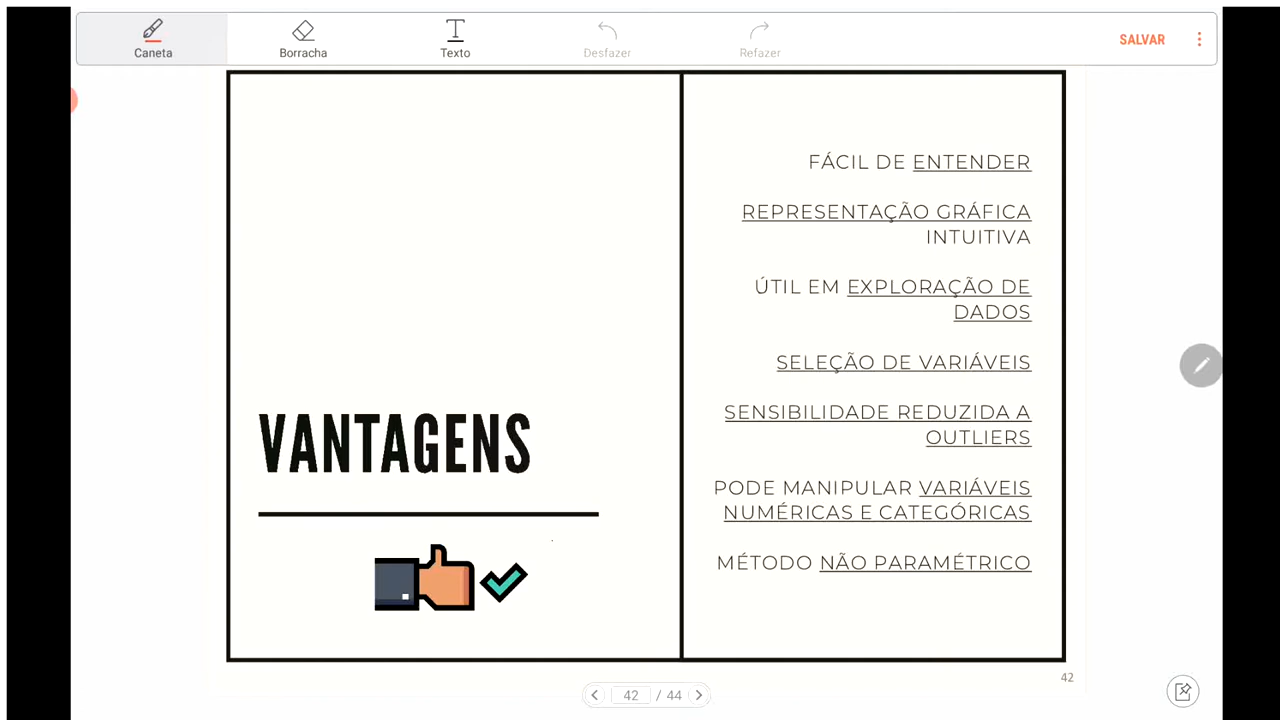 Caneta
Borracha
Texto
Desfazer
Refazer
SALVAR
VANTAGENS
FÁCIL DE ENTENDER
REPRESENTAÇÃO GRÁFICA
INTUITIVA
ÚTIL EM EXPLORAÇÃO DE
DADOS
SELEÇÃO DE VARIÁVEIS
SENSIBILIDADE REDUZIDA A
OUTLIERS
PODE MANIPULAR VARIÁVEIS
NUMÉRICAS E CATEGÓRICAS
MÉTODO NÃO PARAMÉTRICO
42
42 / 44